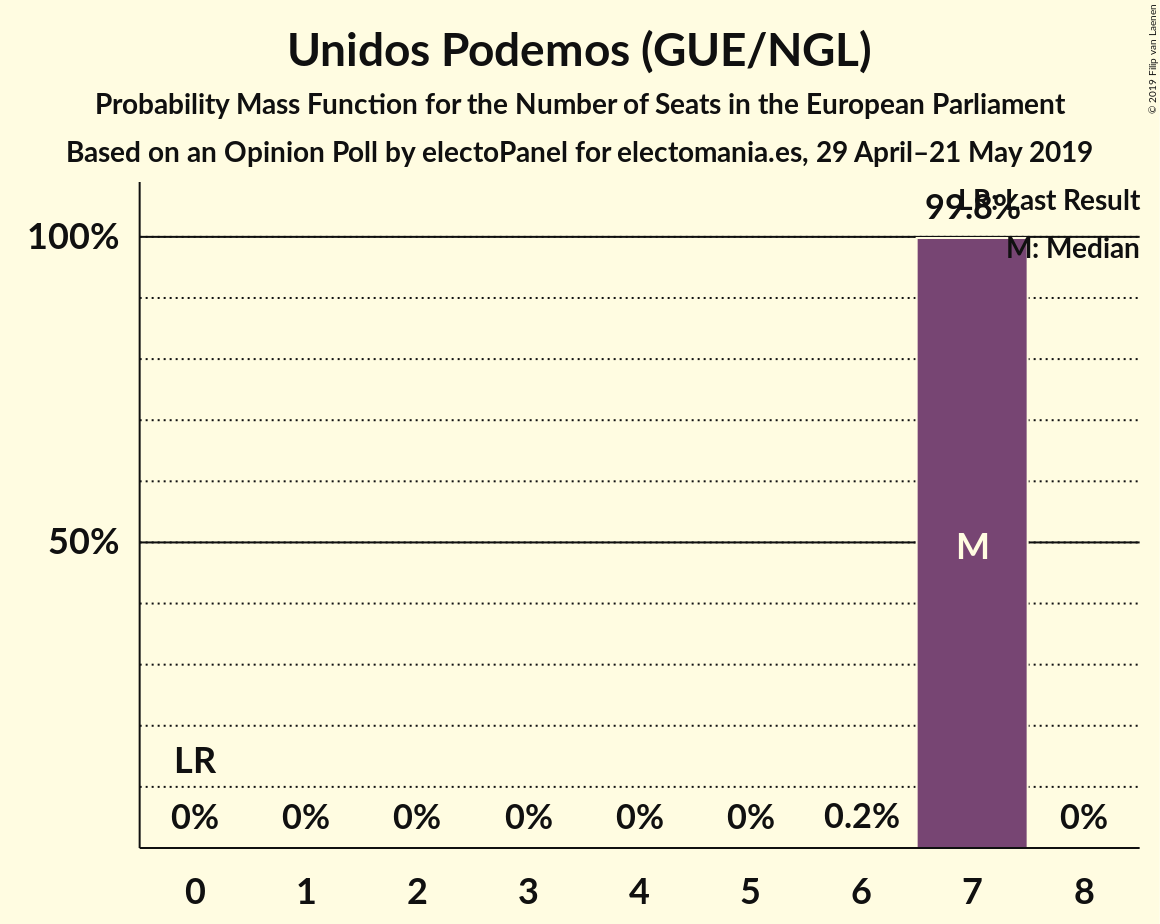 Unidos Podemos (GUE/NGL)
Probability Mass Function for the Number of Seats in the European Parliament
Based on an Opinion Poll by electoPanel for electomania.es, 29 April–21 May 2019
© 2019 Filip van Laenen
LR: Last Result
M: Median
99.8%
100%
50%
M
LR
0% 0% 0% 0% 0% 0% 0.2% 0%
0 1 2 3 4 5 6 7 8